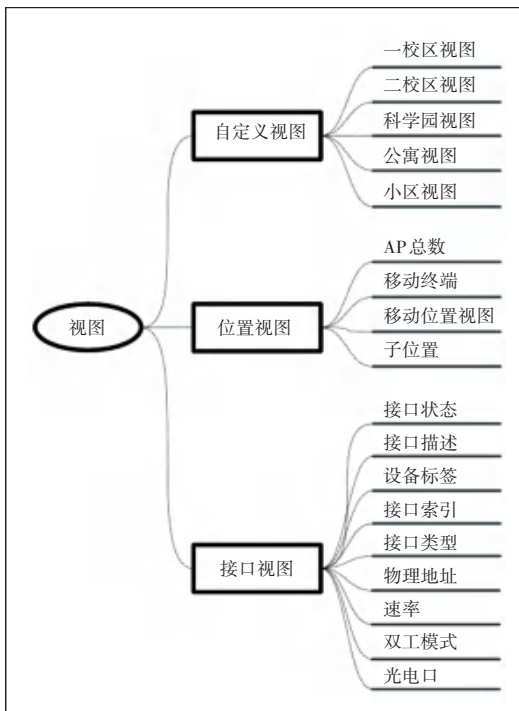 一校区视图
二校区视图
自定义视图
科学园视图
公寓视图
小区视图
AP总数
移动终端
视图
位置视图
移动位置视图
子位置
接口状态
接口描述
设备标签
接口索引
接口视图
接口类型
物理地址
速率
双工模式
光电口